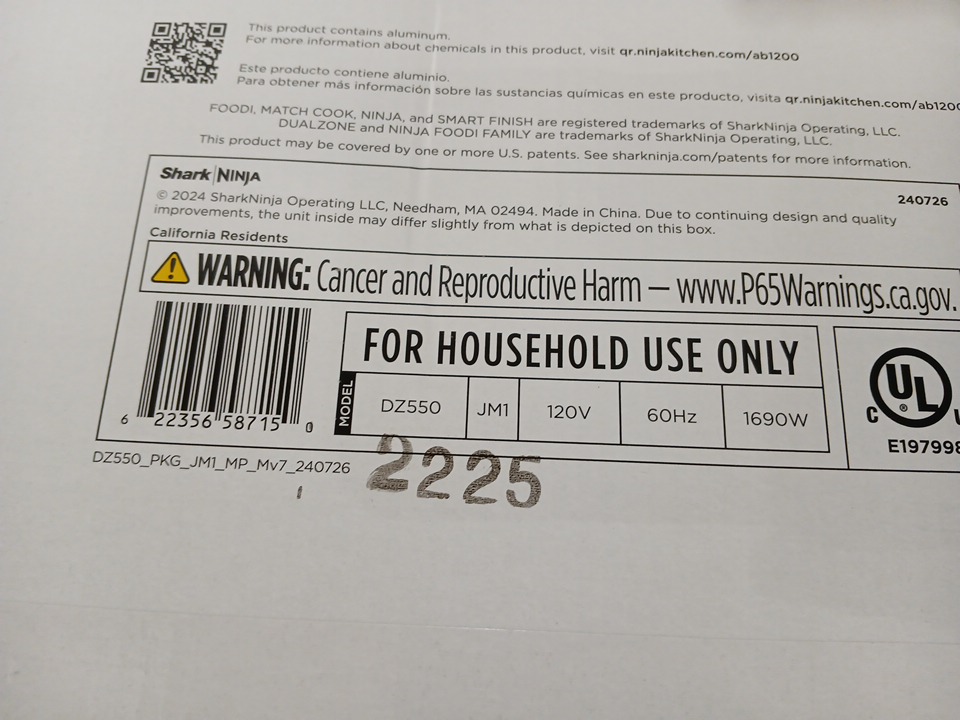 This product contains aluminum.
For more information about chemicals in this product, visit qr.ninjakitchen.com/ab1200
Este producto contiene aluminio.
Para obtener más información sobre las sustancias químicas en este producto, visita qr.ninjakitchen.com/ab1200
FOODI, MATCH COOK, NINJA, and SMART FINISH are registered trademarks of SharkNinja Operating, LLC.
DUALZONE and NINJA FOODI FAMILY are trademarks of SharkNinja Operating, LLC.
This product may be covered by one or more U.S. patents. See sharkninja.com/patents for more information.
Shark | NINJA
240726
© 2024 SharkNinja Operating LLC, Needham, MA 02494. Made in China. Due to continuing design and quality
improvements, the unit inside may differ slightly from what is depicted on this box.
California Residents
WARNING: Cancer and Reproductive Harm — www.P65Warnings.ca.gov.
FOR HOUSEHOLD USE ONLY
MODEL DZ550 JM1 120V 60Hz 1690W
C UL ®
E197998
6 22356 58715 0
DZ550_PKG_JM1_MP_Mv7_240726
2225